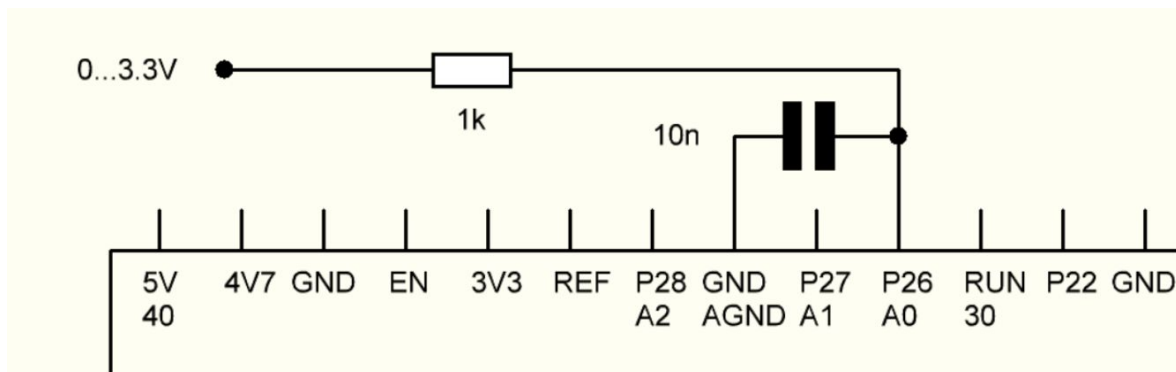 0...3.3V
1k
10n
5V 4V7 GND EN 3V3 REF P28 GND P27 P26 RUN P22 GND
40 A2 AGND A1 A0 30